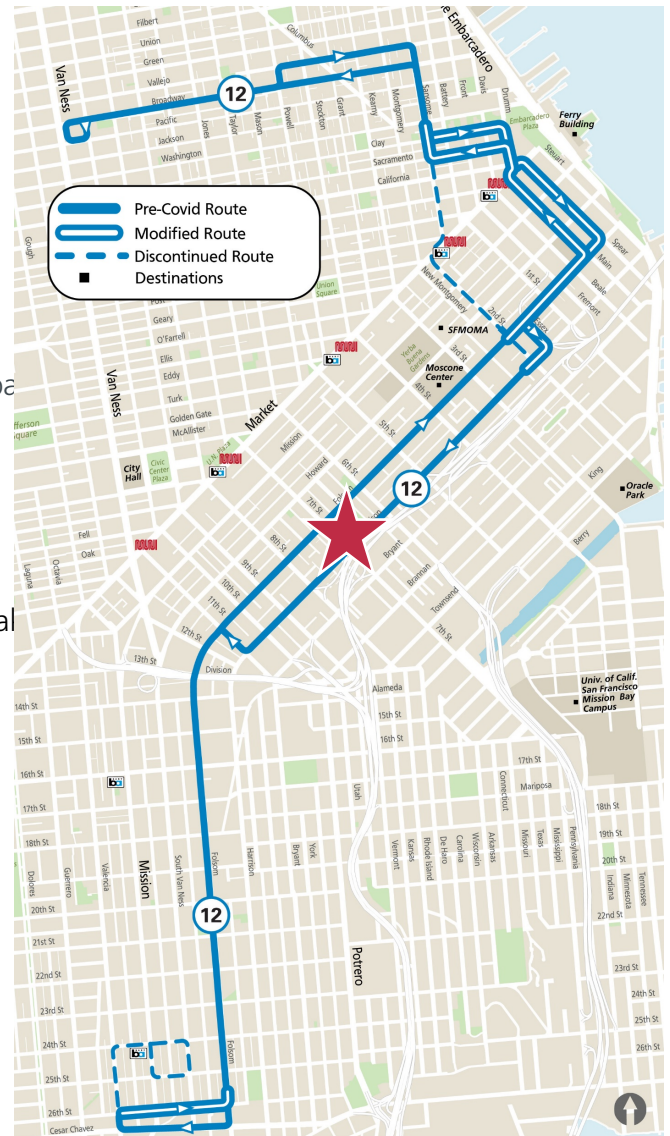 Filbert
Union
Green
Vallejo
Broadway
Pacific
Jackson
Washington
Van Ness
Columbus
The Embarcadero
12
Jones
Taylor
Mason
Powell
Stockton
Grant
Kearny
Montgomery
Sansome
Battery
Front
Davis
Drumm
Embarcadero
Plaza
Ferry
Building
Steuart
Clay
Sacramento
California
Pre-Covid Route
Modified Route
Discontinued Route
Destinations
Gough
Spear
Main
Beale
Fremont
1st St
Essex
2nd St
New Montgomery
SFMOMA
3rd St
Yerba
Buena
Gardens
Moscone
Center
4th St
5th St
Union
Square
Post
Geary
O'Farrell
Ellis
Eddy
Turk
Golden Gate
McAllister
Van Ness
Market
Mission
Howard
6th St
7th St
8th St
9th St
10th St
11th St
12th St
13th St
Division
U.N. Plaza
City
Hall
Civic
Center
Plaza
Fell
Oak
Laguna
Octavia
12
Bryant
Brannan
Townsend
7th St
King
Berry
Oracle
Park
Univ. of Calif.
San Francisco
Mission Bay
Campus
Alameda
15th St
16th St
17th St
Mariposa
18th St
19th St
20th St
22nd St
23rd St
24th St
25th St
26th St
14th St
15th St
16th St
17th St
18th St
20th St
21st St
22nd St
23rd St
24th St
25th St
26th St
Cesar Chavez
Dolores
Guerrero
Valencia
Mission
South Van Ness
Folsom
Harrison
Bryant
York
Potrero
Utah
Vermont
Kansas
Rhode Island
De Haro
Carolina
Wisconsin
Arkansas
Connecticut
Missouri
Texas
Mississippi
Pennsylvania
Indiana
Minnesota
Tennessee
12
Folsom